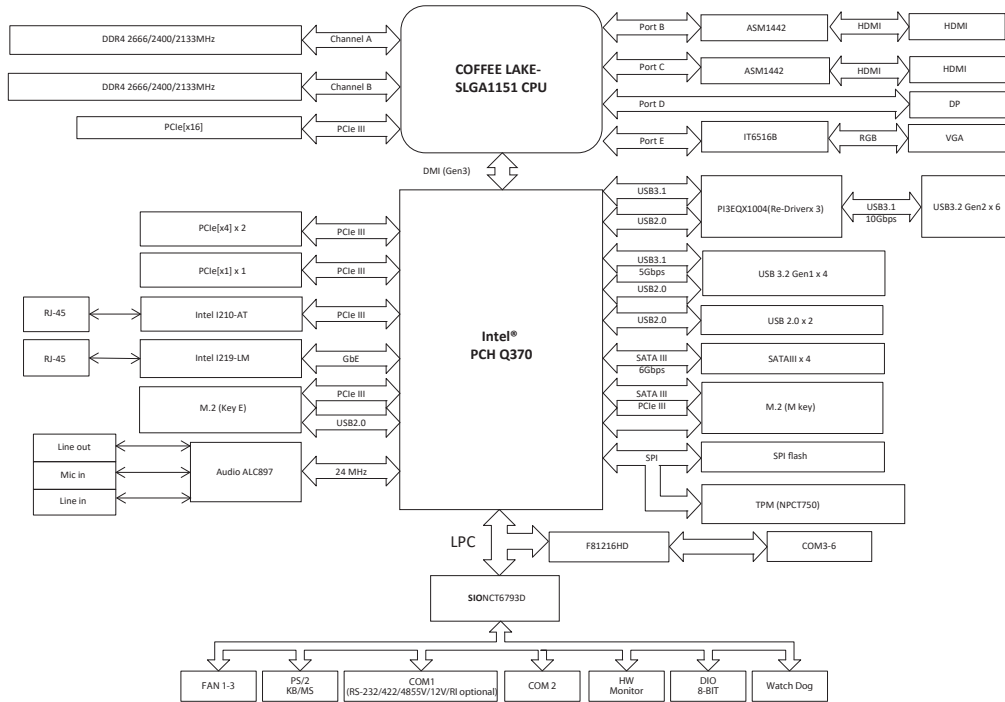 DDR4 2666/2400/2133MHz
Channel A
COFFEE LAKE-
SLGA1151 CPU
Port B
ASM1442
HDMI
HDMI
DDR4 2666/2400/2133MHz
Channel B
Port C
ASM1442
HDMI
HDMI
Port D
DP
PCIe[x16]
PCIe III
Port E
IT6516B
RGB
VGA
DMI (Gen3)
Intel®
PCH Q370
PCIe[x4] x 2
PCIe III
PCIe[x1] x 1
PCIe III
RJ-45
Intel I210-AT
PCIe III
RJ-45
Intel I219-LM
GbE
M.2 (Key E)
PCIe III
USB2.0
Line out
Mic in
Line in
Audio ALC897
24 MHz
USB3.1
USB2.0
PI3EQX1004(Re-Driverx 3)
USB3.1
10Gbps
USB3.2 Gen2 x 6
USB3.1
5Gbps
USB2.0
USB 3.2 Gen1 x 4
USB2.0
USB 2.0 x 2
SATA III
6Gbps
SATAIII x 4
SATA III
PCIe III
M.2 (M key)
SPI
SPI flash
TPM (NPCT750)
LPC
F81216HD
COM3-6
SIONCT6793D
FAN 1-3
PS/2
KB/MS
COM1
(RS-232/422/4855V/12V/RI optional)
COM 2
HW
Monitor
DIO
8-BIT
Watch Dog